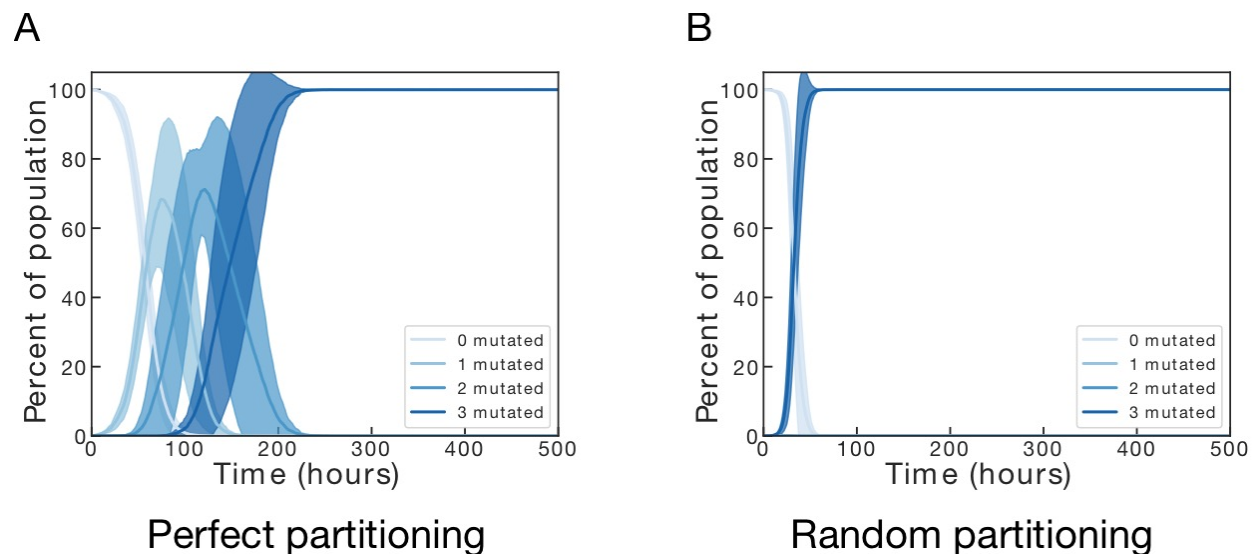 A
Percent of population
100
80
60
40
20
0
0 mutated
1 mutated
2 mutated
3 mutated
0 100 200 300 400 500
Time (hours)
Perfect partitioning
B
Percent of population
100
80
60
40
20
0
0 mutated
1 mutated
2 mutated
3 mutated
0 100 200 300 400 500
Time (hours)
Random partitioning